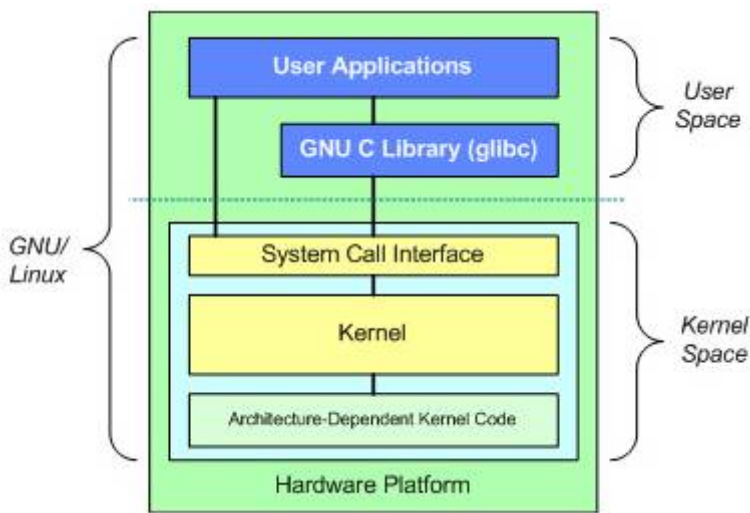 User Applications
GNU C Library (glibc)
User
Space
GNU/
Linux
System Call Interface
Kernel
Architecture-Dependent Kernel Code
Kernel
Space
Hardware Platform